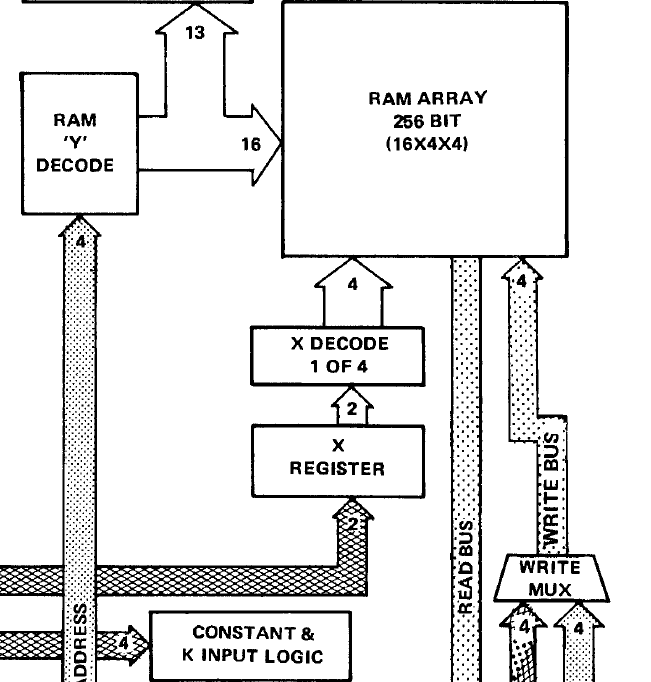 13
RAM ARRAY
256 BIT
(16X4X4)
RAM
'Y'
DECODE
16
4
4
4
X DECODE
1 OF 4
2
X
REGISTER
2
WRITE BUS
READ BUS
WRITE
MUX
4
4
ADDRESS
4
CONSTANT &
K INPUT LOGIC